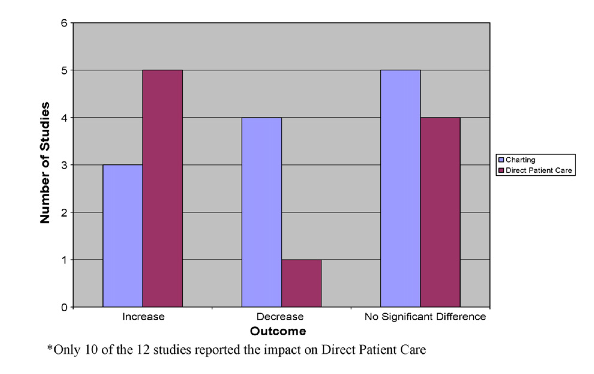 6
5
4
3
2
1
0
Number of Studies
Increase
Decrease
No Significant Difference
Outcome
Charting
Direct Patient Care
*Only 10 of the 12 studies reported the impact on Direct Patient Care